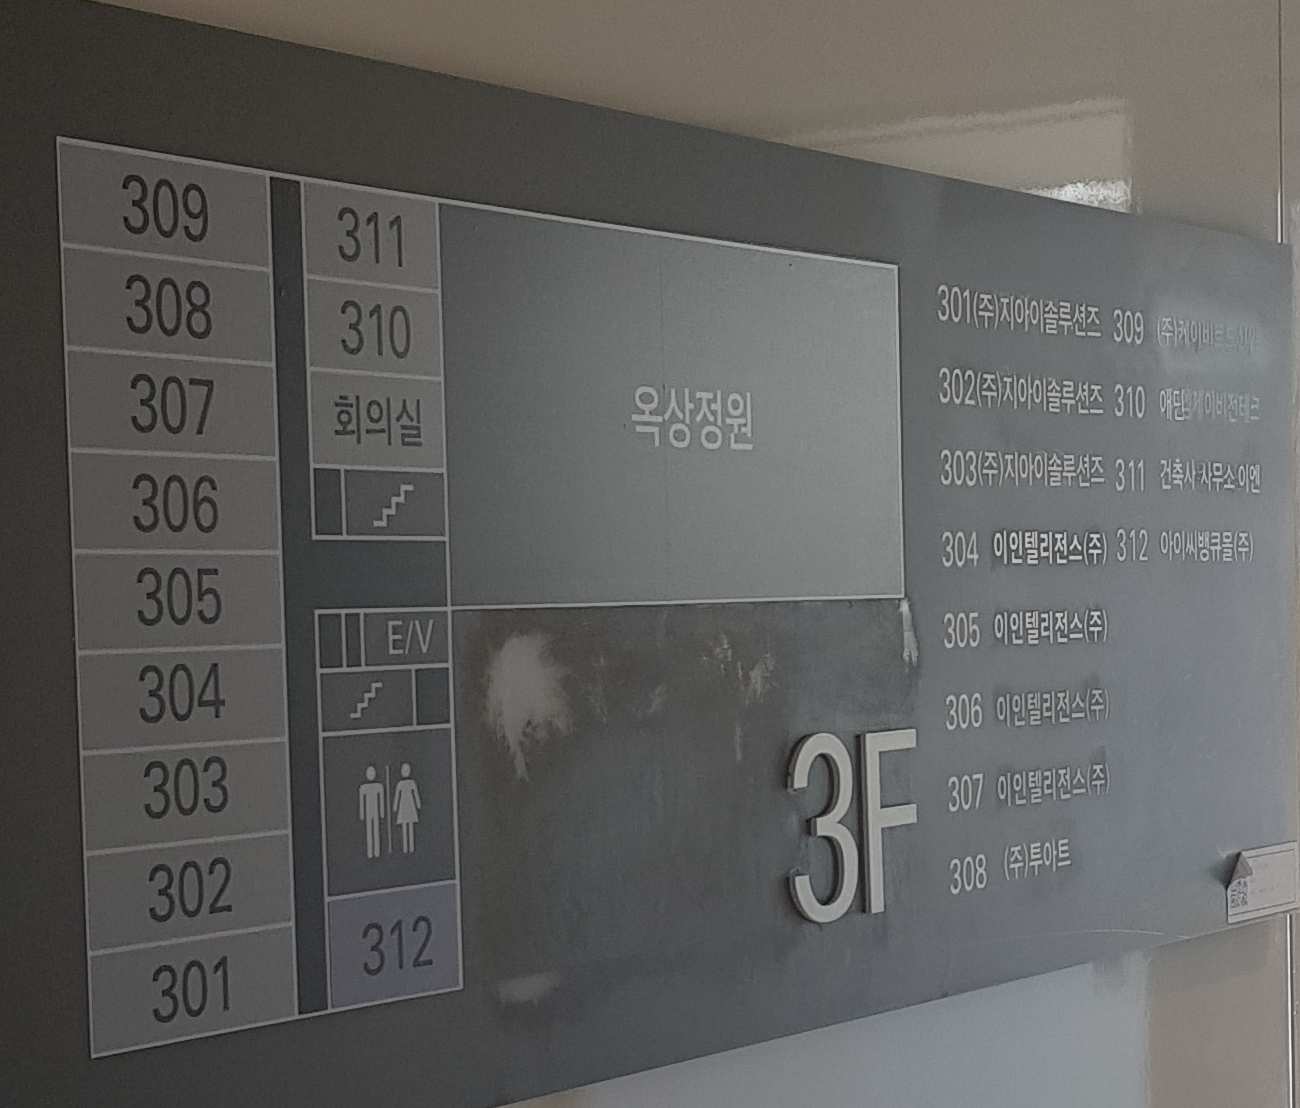 309
308
307
306
305
304
303
302
301
311
310
회의실
E/V
312
옥상정원
3F
301(주)지아이솔루션즈
302(주)지아이솔루션즈
303(주)지아이솔루션즈
304 이인텔리전스(주)
305 이인텔리전스(주)
306 이인텔리전스(주)
307 이인텔리전스(주)
308 (주)투아트
309
310
311 건축사 사무소 이엔
312 아이씨뱅큐몰(주)